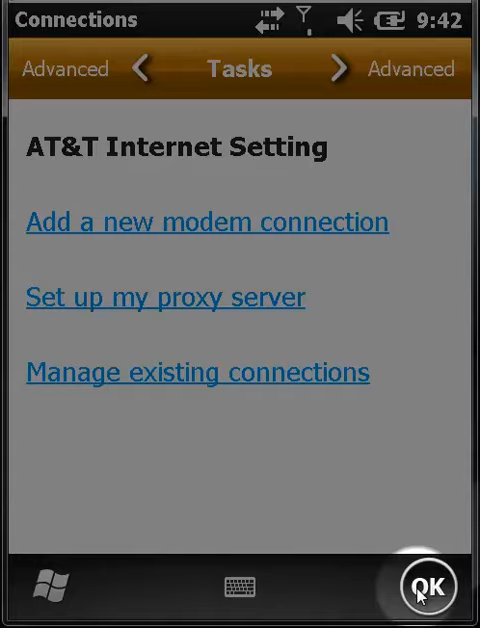 Connections 9:42
Advanced Tasks Advanced
AT&T Internet Setting
Add a new modem connection
Set up my proxy server
Manage existing connections
OK